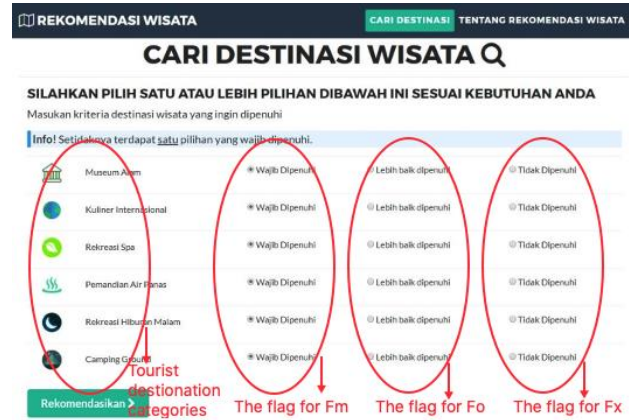 REKOMENDASI WISATA
CARI DESTINASI TENTANG REKOMENDASI WISATA
CARI DESTINASI WISATA
SILAHKAN PILIH SATU ATAU LEBIH PILIHAN DIBAWAH INI SESUAI KEBUTUHAN ANDA
Masukan kriteria destinasi wisata yang ingin dipenuhi
Info! Setidaknya terdapat satu pilihan yang wajib dipenuhi.
Museum Alam Wajib Dipenuhi Lebih baik dipenuhi Tidak Dipenuhi
Kuliner Internasional Wajib Dipenuhi Lebih baik dipenuhi Tidak Dipenuhi
Rekreasi Spa Wajib Dipenuhi Lebih baik dipenuhi Tidak Dipenuhi
Pemandian Air Panas Wajib Dipenuhi Lebih baik dipenuhi Tidak Dipenuhi
Rekreasi Hiburan Malam Wajib Dipenuhi Lebih baik dipenuhi Tidak Dipenuhi
Camping Ground Wajib Dipenuhi Lebih baik dipenuhi Tidak Dipenuhi
Rekomendasikan
Tourist
destionation
categories
The flag for Fm
The flag for Fo
The flag for Fx